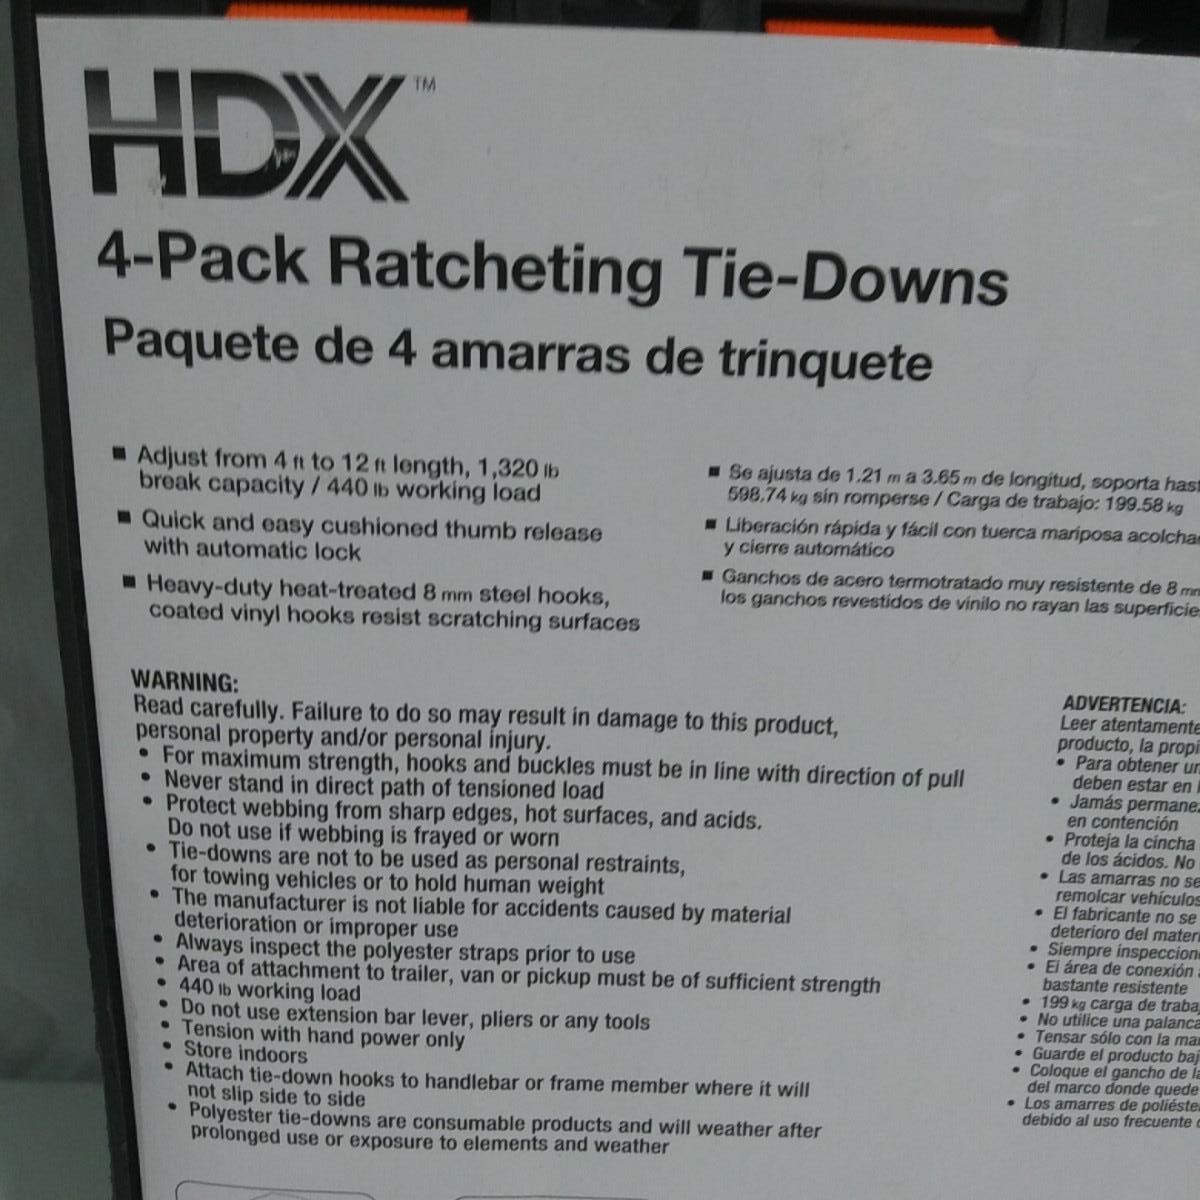 HDX™
4-Pack Ratcheting Tie-Downs
Paquete de 4 amarras de trinquete
■ Adjust from 4 ft to 12 ft length, 1,320 lb
break capacity / 440 lb working load
■ Quick and easy cushioned thumb release
with automatic lock
■ Heavy-duty heat-treated 8 mm steel hooks,
coated vinyl hooks resist scratching surfaces
■ Se ajusta de 1.21 m a 3.65 m de longitud, soporta hast
598.74 kg sin romperse / Carga de trabajo: 199.58 kg
■ Liberación rápida y fácil con tuerca mariposa acolcha
y cierre automático
■ Ganchos de acero termotratado muy resistente de 8 mm
los ganchos revestidos de vinilo no rayan las superficie
WARNING:
Read carefully. Failure to do so may result in damage to this product,
personal property and/or personal injury.
• For maximum strength, hooks and buckles must be in line with direction of pull
• Never stand in direct path of tensioned load
• Protect webbing from sharp edges, hot surfaces, and acids.
Do not use if webbing is frayed or worn
• Tie-downs are not to be used as personal restraints,
for towing vehicles or to hold human weight
• The manufacturer is not liable for accidents caused by material
deterioration or improper use
• Always inspect the polyester straps prior to use
• Area of attachment to trailer, van or pickup must be of sufficient strength
• 440 lb working load
• Do not use extension bar lever, pliers or any tools
• Tension with hand power only
• Store indoors
• Attach tie-down hooks to handlebar or frame member where it will
not slip side to side
• Polyester tie-downs are consumable products and will weather after
prolonged use or exposure to elements and weather
ADVERTENCIA:
Leer atentamente
producto, la propi
• Para obtener un
deben estar en l
• Jamás permane
en contención
• Proteja la cincha
de los ácidos. No
• Las amarras no se
remolcar vehículos
• El fabricante no se
deterioro del mater
• Siempre inspeccion
• El área de conexión
bastante resistente
• 199 kg carga de traba
• No utilice una palanca
• Tensar sólo con la ma
• Guarde el producto baj
• Coloque el gancho de la
del marco donde quede
• Los amarres de poliéste
debido al uso frecuente